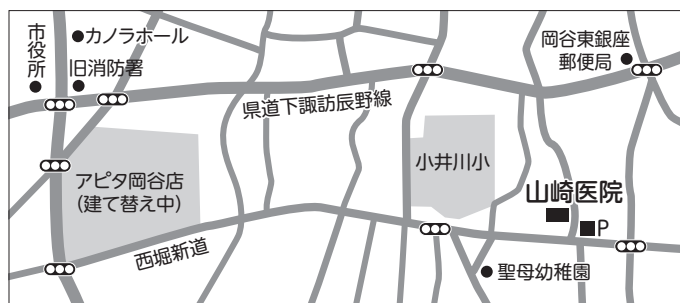 市役所
カノラホール
旧消防署
県道下諏訪辰野線
岡谷東銀座
郵便局
アピタ岡谷店
(建て替え中)
小井川小
山崎医院
P
西堀新道
聖母幼稚園